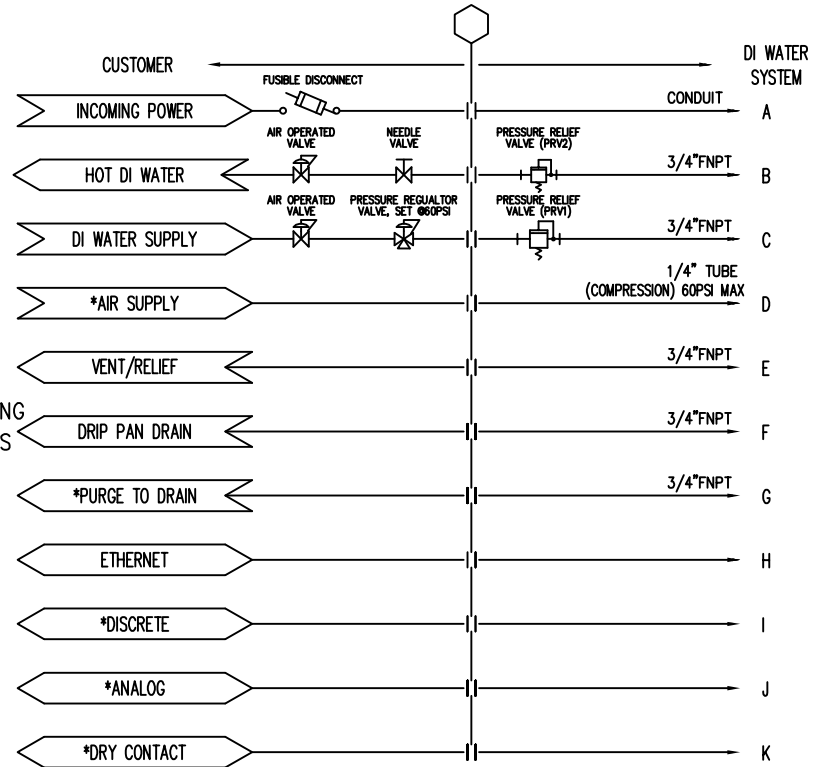 CUSTOMER
DI WATER
SYSTEM
FUSIBLE DISCONNECT
INCOMING POWER
CONDUIT
A
AIR OPERATED
VALVE
NEEDLE
VALVE
PRESSURE RELIEF
VALVE (PRV2)
HOT DI WATER
3/4"FNPT
B
AIR OPERATED
VALVE
PRESSURE REGUALTOR
VALVE, SET @60PSI
PRESSURE RELIEF
VALVE (PRV1)
DI WATER SUPPLY
3/4"FNPT
C
*AIR SUPPLY
1/4" TUBE
(COMPRESSION) 60PSI MAX
D
VENT/RELIEF
3/4"FNPT
E
NG
S
DRIP PAN DRAIN
3/4"FNPT
F
*PURGE TO DRAIN
3/4"FNPT
G
ETHERNET
H
*DISCRETE
I
*ANALOG
J
*DRY CONTACT
K